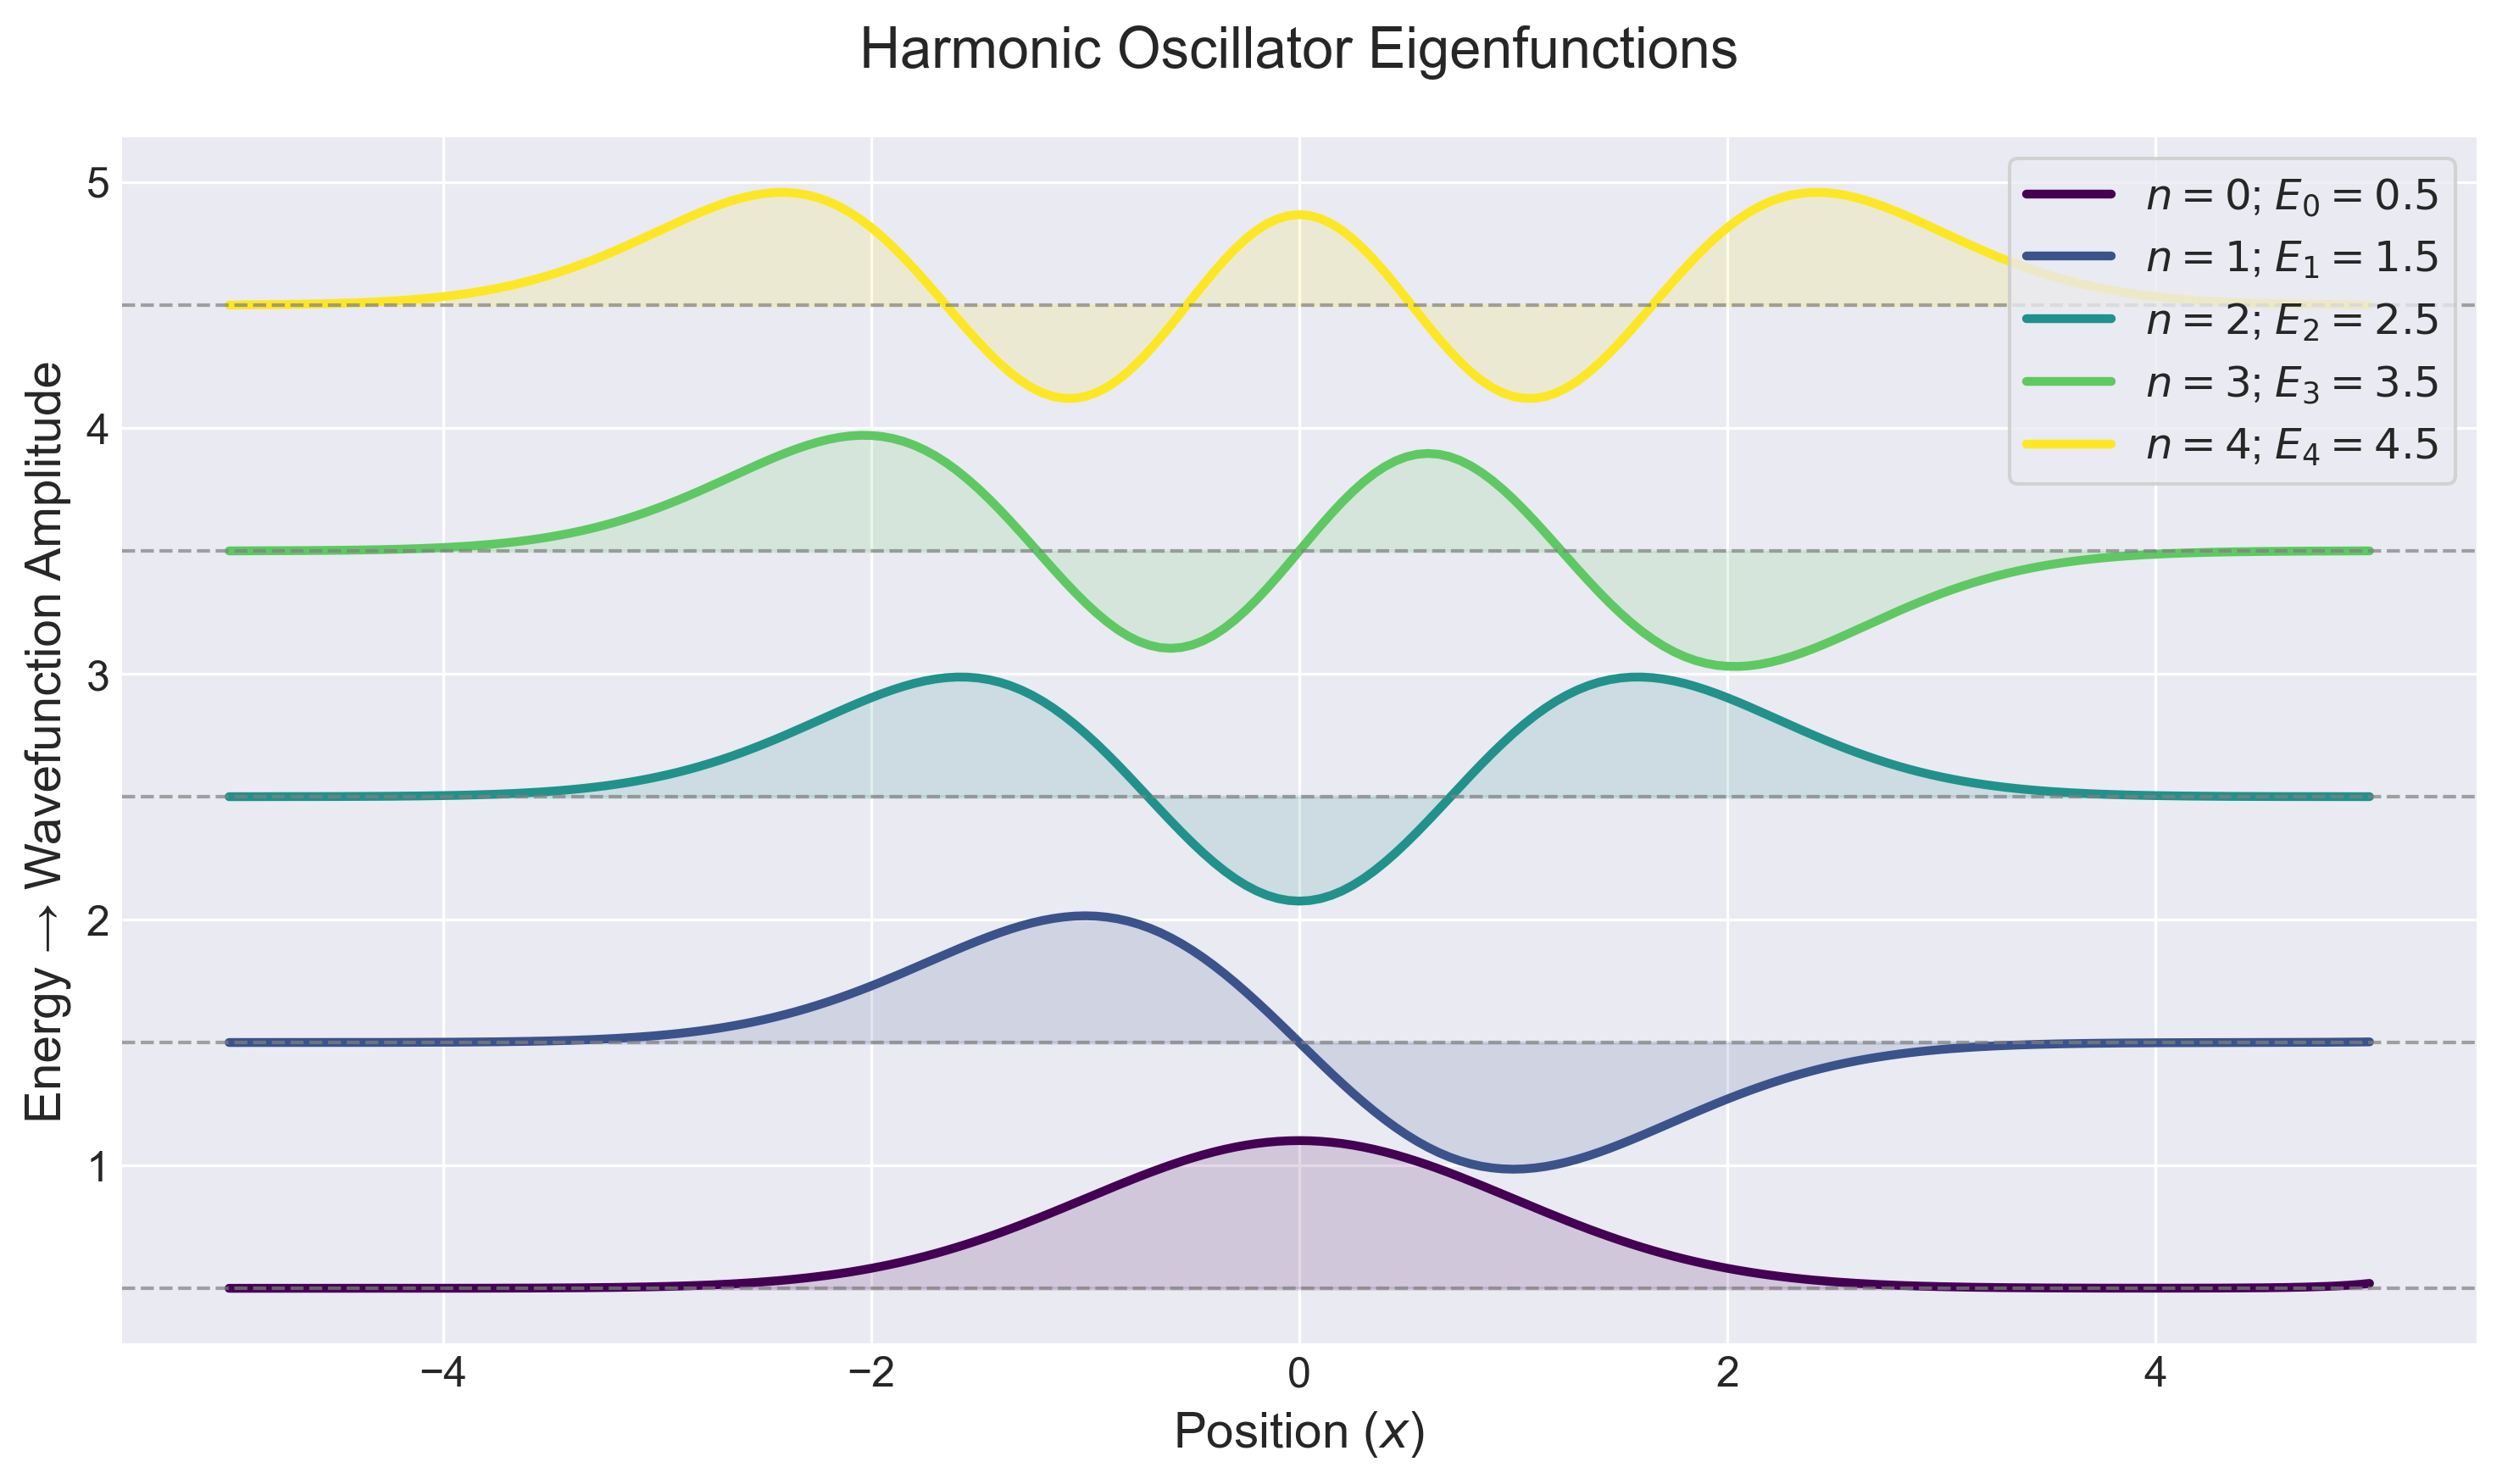 Harmonic Oscillator Eigenfunctions
Energy → Wavefunction Amplitude
5
4
3
2
1
n = 0; E₀ = 0.5
n = 1; E₁ = 1.5
n = 2; E₂ = 2.5
n = 3; E₃ = 3.5
n = 4; E₄ = 4.5
−4 −2 0 2 4
Position (x)